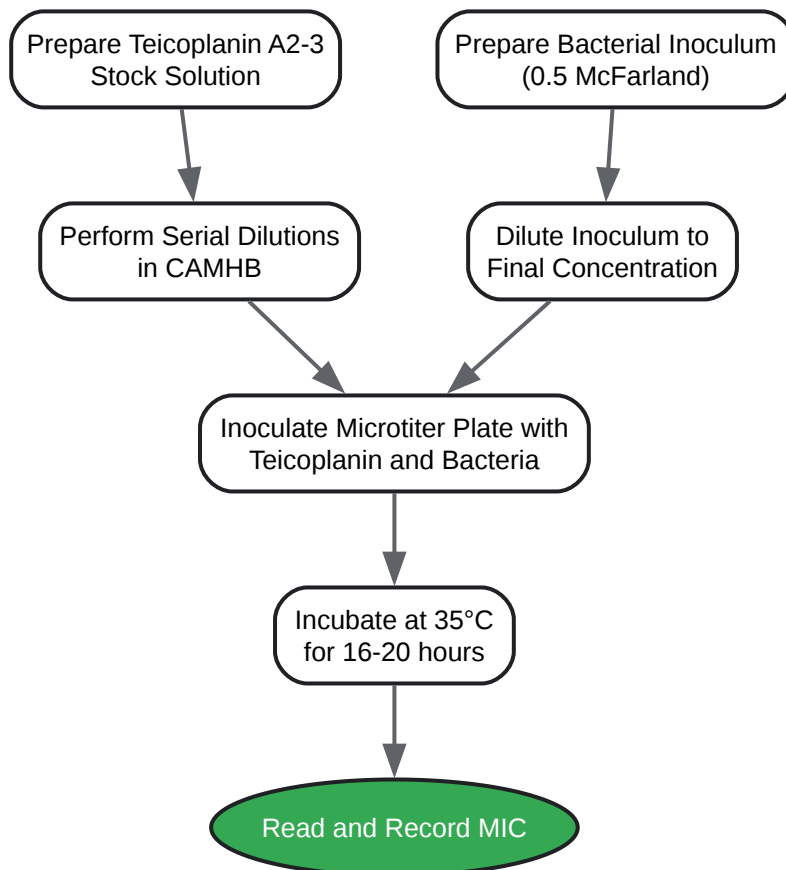 Prepare Teicoplanin A2-3
Stock Solution
Prepare Bacterial Inoculum
(0.5 McFarland)
Perform Serial Dilutions
in CAMHB
Dilute Inoculum to
Final Concentration
Inoculate Microtiter Plate with
Teicoplanin and Bacteria
Incubate at 35°C
for 16-20 hours
Read and Record MIC